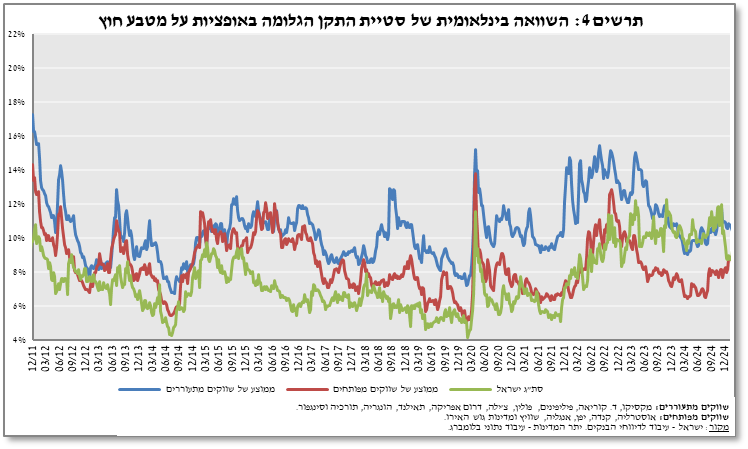 תרשים 4: השוואה בינלאומית של סטיית התקן הגלומה באופציות על מטבע חוץ
22%
20%
18%
16%
14%
12%
10%
8%
6%
4%
12/11 03/12 06/12 09/12 12/12 03/13 06/13 09/13 12/13 03/14 06/14 09/14 12/14 03/15 06/15 09/15 12/15 03/16 06/16 09/16 12/16 03/17 06/17 09/17 12/17 03/18 06/18 09/18 12/18 03/19 06/19 09/19 12/19 03/20 06/20 09/20 12/20 03/21 06/21 09/21 12/21 03/22 06/22 09/22 12/22 03/23 06/23 09/23 12/23 03/24 06/24 09/24 12/24
ממוצע של שווקים מתעוררים ממוצע של שווקים מפותחים סת"ג ישראל
שווקים מתעוררים: מקסיקו, ד. קוריאה, פיליפינים, פולין, צ'ילה, דרום אפריקה, תאילנד, הונגריה, תורכיה וסינגפור.
שווקים מפותחים: אוסטרליה, קנדה, יפן, אנגליה, שוויץ ומדינות גוש האירו.
מקור: ישראל - עיבוד לדיווחי הבנקים. יתר המדינות - עיבוד נתוני בלומברג.